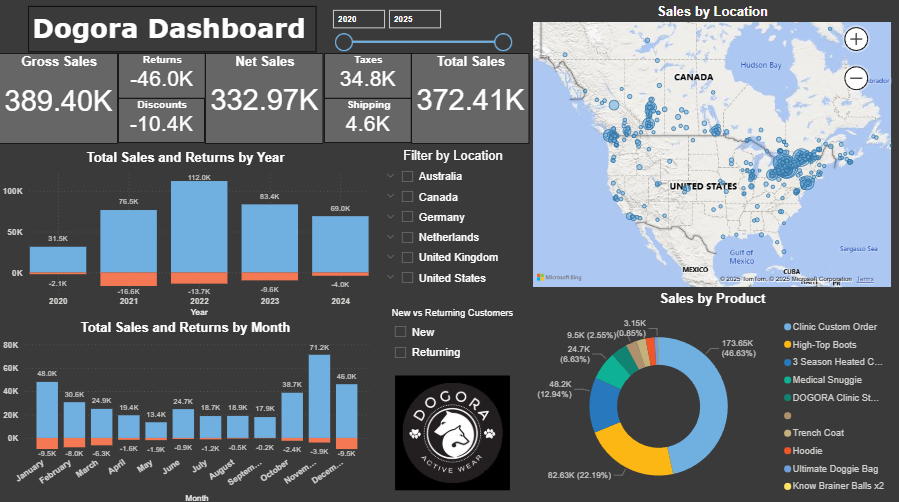 Dogora Dashboard
2020 2025
Gross Sales
389.40K
Returns
-46.0K
Discounts
-10.4K
Net Sales
332.97K
Taxes
34.8K
Shipping
4.6K
Total Sales
372.41K
Total Sales and Returns by Year
100K
50K
0K
31.5K
76.5K
112.0K
83.4K
69.0K
-2.1K
-16.6K
-13.7K
-9.6K
-4.0K
2020 2021 2022 2023 2024
Year
Filter by Location
Australia
Canada
Germany
Netherlands
United Kingdom
United States
Total Sales and Returns by Month
80K
60K
40K
20K
0K
48.0K
30.6K
24.9K
19.4K
13.4K
24.7K
18.7K
18.9K
17.9K
38.7K
71.2K
46.0K
-9.5K
-8.0K
-6.3K
-1.6K
-1.9K
-0.9K
-1.2K
-0.5K
-0.2K
-2.4K
-3.9K
-9.5K
January February March April May June July August Septem... October Novem... Decem...
Month
New vs Returning Customers
New
Returning
DOGORA
ACTIVE WEAR
Sales by Location
+
−
CANADA
Hudson Bay
brador
UNITED STATES
Gulf of
Mexico
Sargasso Sea
MEXICO
CUBA
PR
Microsoft Bing
© 2025 TomTom, © 2025 Microsoft Corporation Terms
Sales by Product
173.65K
(46.63%)
82.63K (22.19%)
48.2K
(12.94%)
24.7K
(6.63%)
9.5K (2.55%)
3.15K
(0.85%)
Clinic Custom Order
High-Top Boots
3 Season Heated C...
Medical Snuggie
DOGORA Clinic St...
Trench Coat
Hoodie
Ultimate Doggie Bag
Know Brainer Balls x2